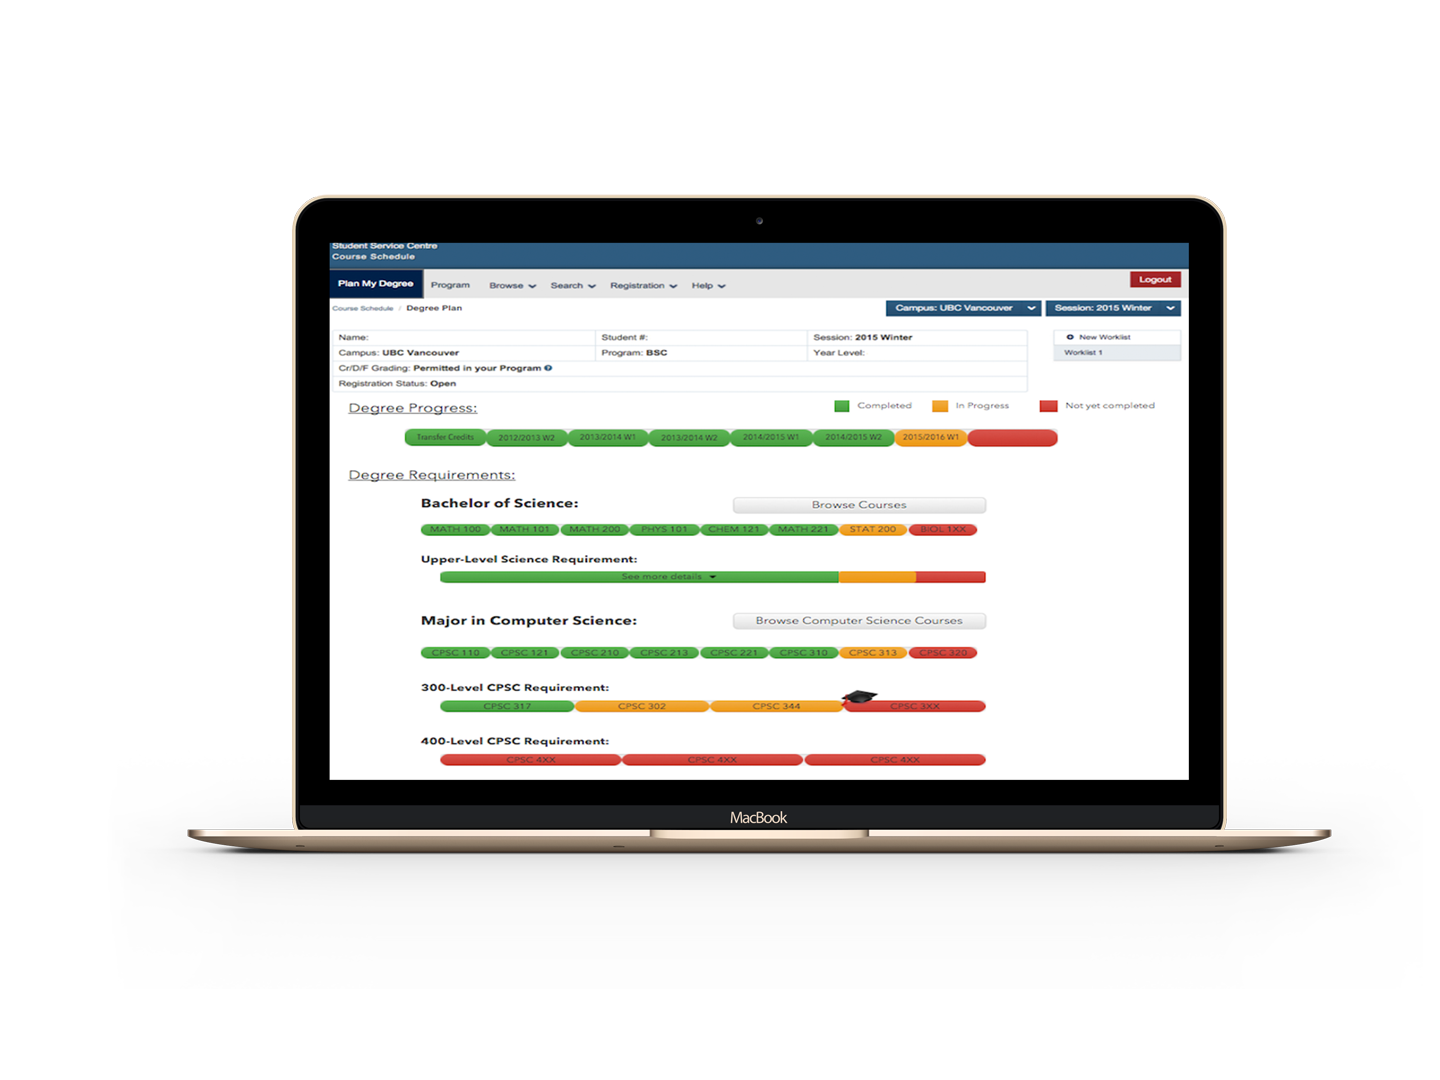 Student Service Centre
Course Schedule
Plan My Degree Program Browse Search Registration Help Logout
Course Schedule / Degree Plan Campus: UBC Vancouver Session: 2015 Winter
Name: Student #: Session: 2015 Winter New Worklist
Campus: UBC Vancouver Program: BSC Year Level: Worklist 1
Cr/D/F Grading: Permitted in your Program ?
Registration Status: Open
Degree Progress: Completed In Progress Not yet completed
Transfer Credits 2012/2013 W2 2013/2014 W1 2013/2014 W2 2014/2015 W1 2014/2015 W2 2015/2016 W1
Degree Requirements:
Bachelor of Science: Browse Courses
MATH 100 MATH 101 MATH 200 PHYS 101 CHEM 121 MATH 221 STAT 200 BIOL 1XX
Upper-Level Science Requirement:
See more details
Major in Computer Science: Browse Computer Science Courses
CPSC 110 CPSC 121 CPSC 210 CPSC 213 CPSC 221 CPSC 310 CPSC 313 CPSC 320
300-Level CPSC Requirement:
CPSC 317 CPSC 302 CPSC 344 CPSC 3XX
400-Level CPSC Requirement:
CPSC 4XX CPSC 4XX CPSC 4XX
MacBook